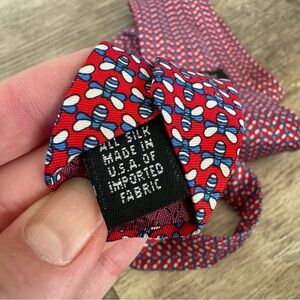 ALL SILK
MADE IN
U.S.A. OF
IMPORTED
FABRIC